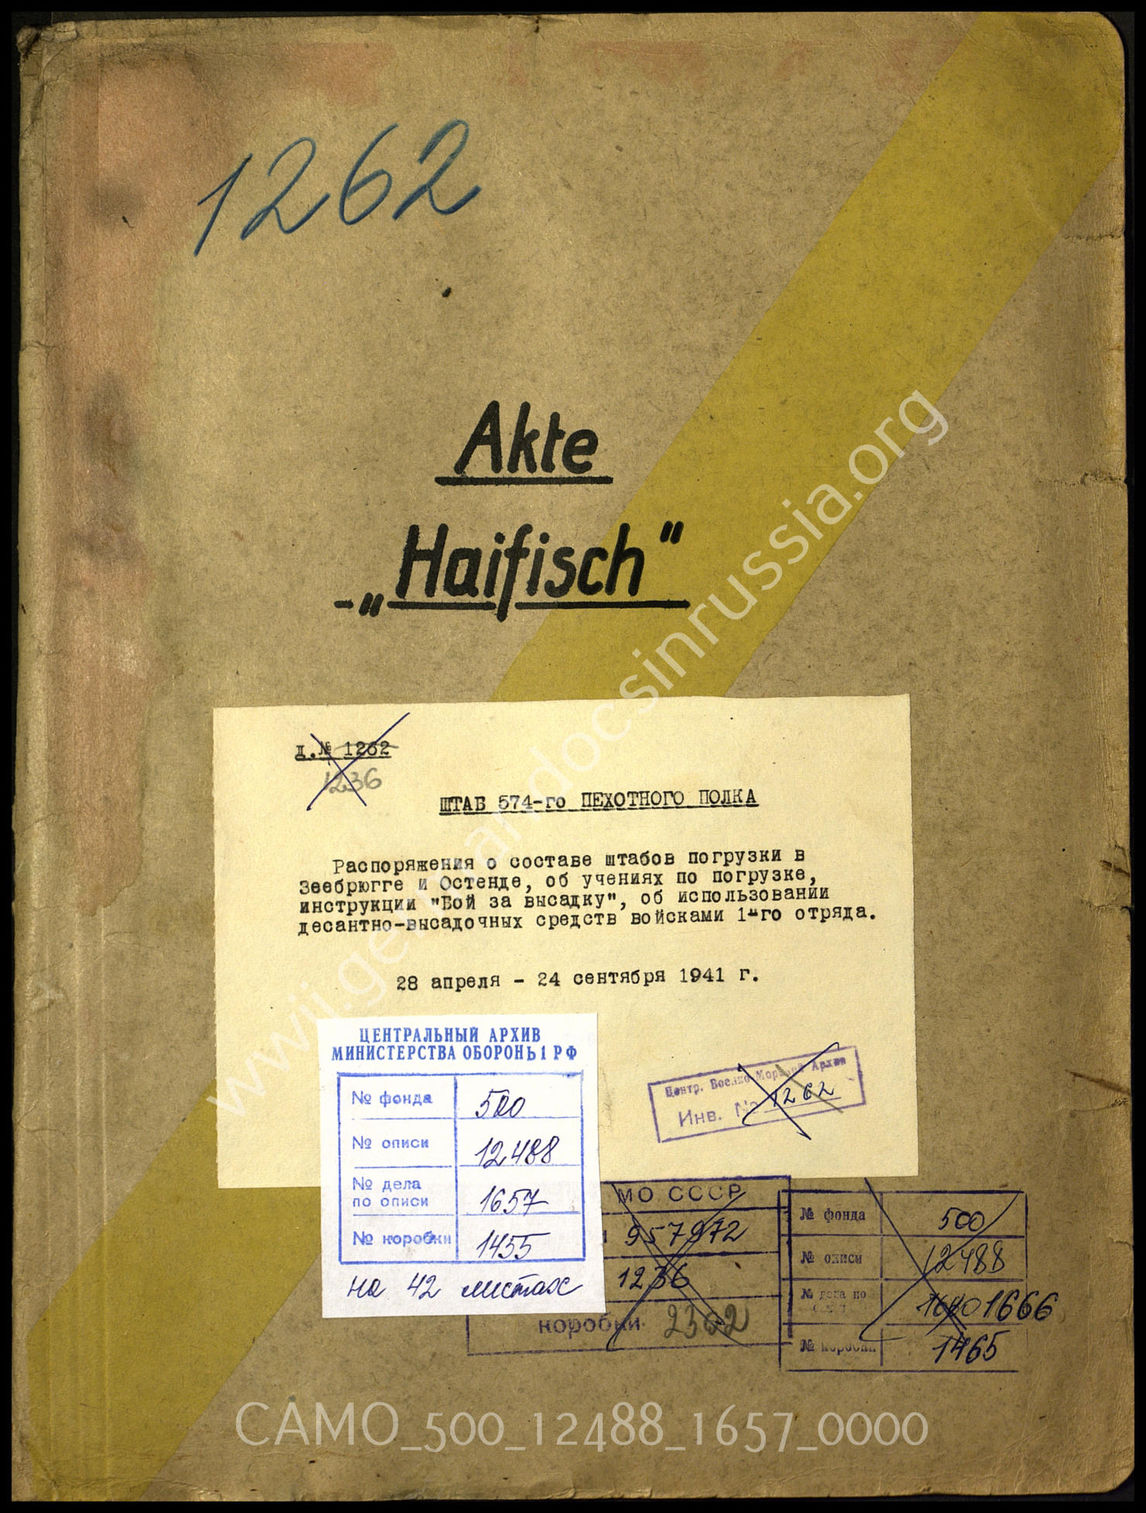 1262
Akte
-„Haifisch“
д.№ 1262
1236
ШТАБ 574-го ПЕХОТНОГО ПОЛКА
Распоряжения о составе штабов погрузки в
Зеебрюгге и Остенде, об учениях по погрузке,
инструкции "Бой за высадку", об использовании
десантно-высадочных средств войсками 1-го отряда.
28 апреля - 24 сентября 1941 г.
ЦЕНТРАЛЬНЫЙ АРХИВ
МИНИСТЕРСТВА ОБОРОНЫ РФ
№ фонда 500
№ описи 12488
№ дела
по описи 1657
№ коробки 1455
на 42 листах
Центр. Военно Морской Архив
Инв. № 1262
МО СССР
957972
1236
коробки 2302
№ фонда 500
№ описи 12488
№ дела по 1666
№ коробки 1465
wwii.germandocsinrussia.org
CAMO_500_12488_1657_0000